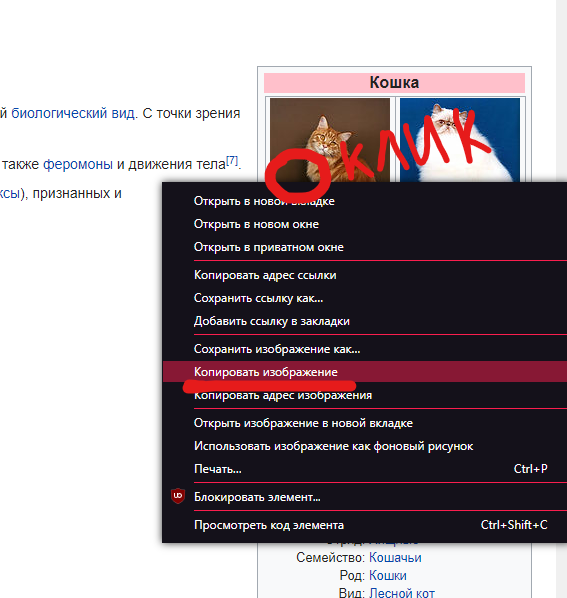 Кошка
й биологический вид. С точки зрения
также феромоны и движения тела[7].
ксы), признанных и
КЛИК
Открыть в новой вкладке
Открыть в новом окне
Открыть в приватном окне
Копировать адрес ссылки
Сохранить ссылку как...
Добавить ссылку в закладки
Сохранить изображение как...
Копировать изображение
Копировать адрес изображения
Открыть изображение в новой вкладке
Использовать изображение как фоновый рисунок
Печать... Ctrl+P
Блокировать элемент...
Просмотреть код элемента Ctrl+Shift+C
Семейство: Кошачьи
Род: Кошки
Вид: Лесной кот